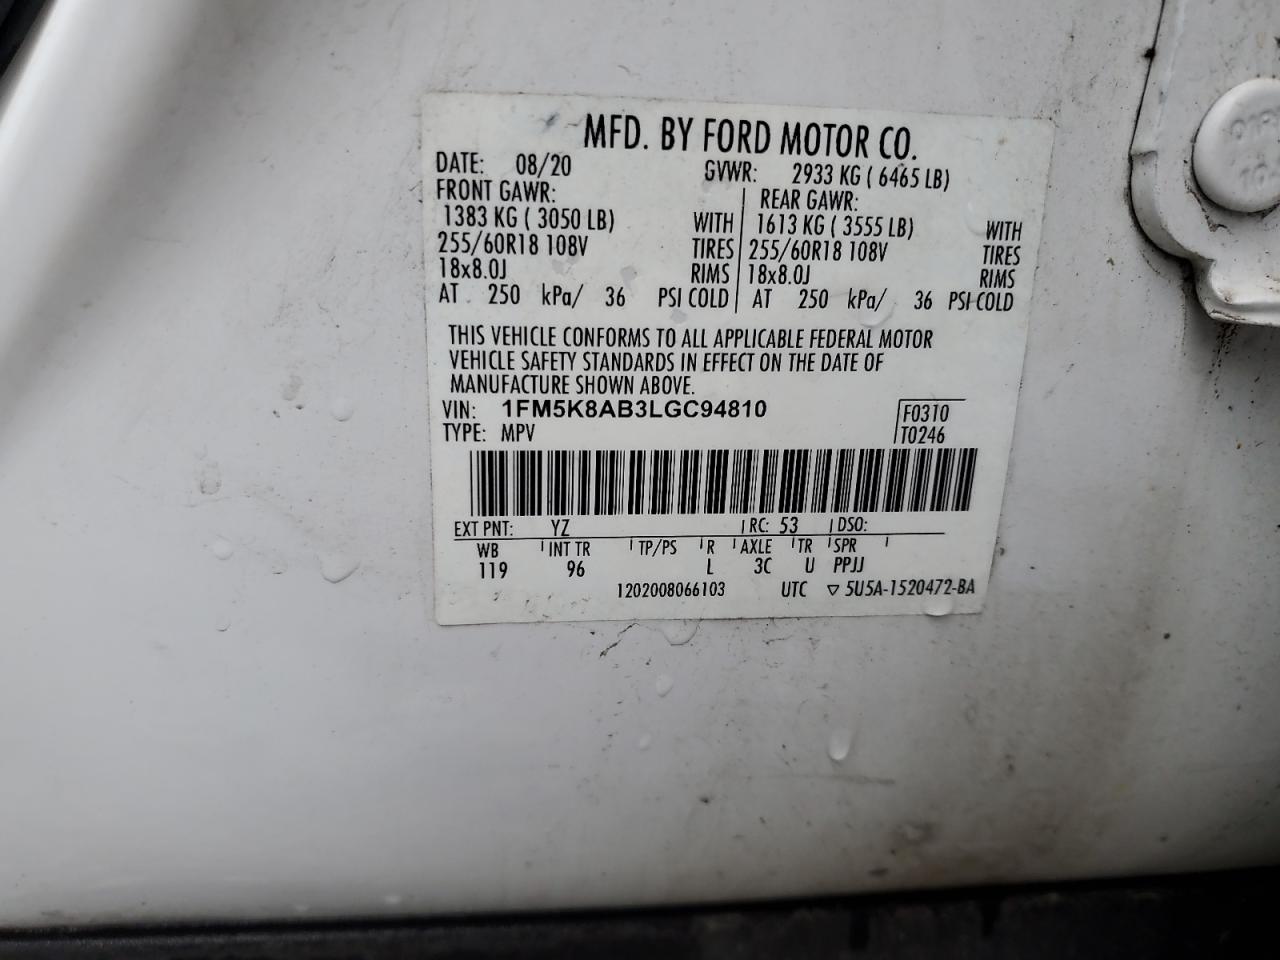 MFD. BY FORD MOTOR CO.
DATE: 08/20 GVWR: 2933 KG ( 6465 LB)
FRONT GAWR: REAR GAWR:
1383 KG ( 3050 LB) WITH 1613 KG ( 3555 LB) WITH
255/60R18 108V TIRES 255/60R18 108V TIRES
18x8.0J RIMS 18x8.0J RIMS
AT 250 kPa/ 36 PSI COLD AT 250 kPa/ 36 PSI COLD
THIS VEHICLE CONFORMS TO ALL APPLICABLE FEDERAL MOTOR
VEHICLE SAFETY STANDARDS IN EFFECT ON THE DATE OF
MANUFACTURE SHOWN ABOVE.
VIN: 1FM5K8AB3LGC94810 F0310
TYPE: MPV T0246
EXT PNT: YZ RC: 53 DSO:
WB INT TR TP/PS R AXLE TR SPR
119 96 L 3C U PPJJ
1202008066103 UTC ▽ 5U5A-1520472-BA